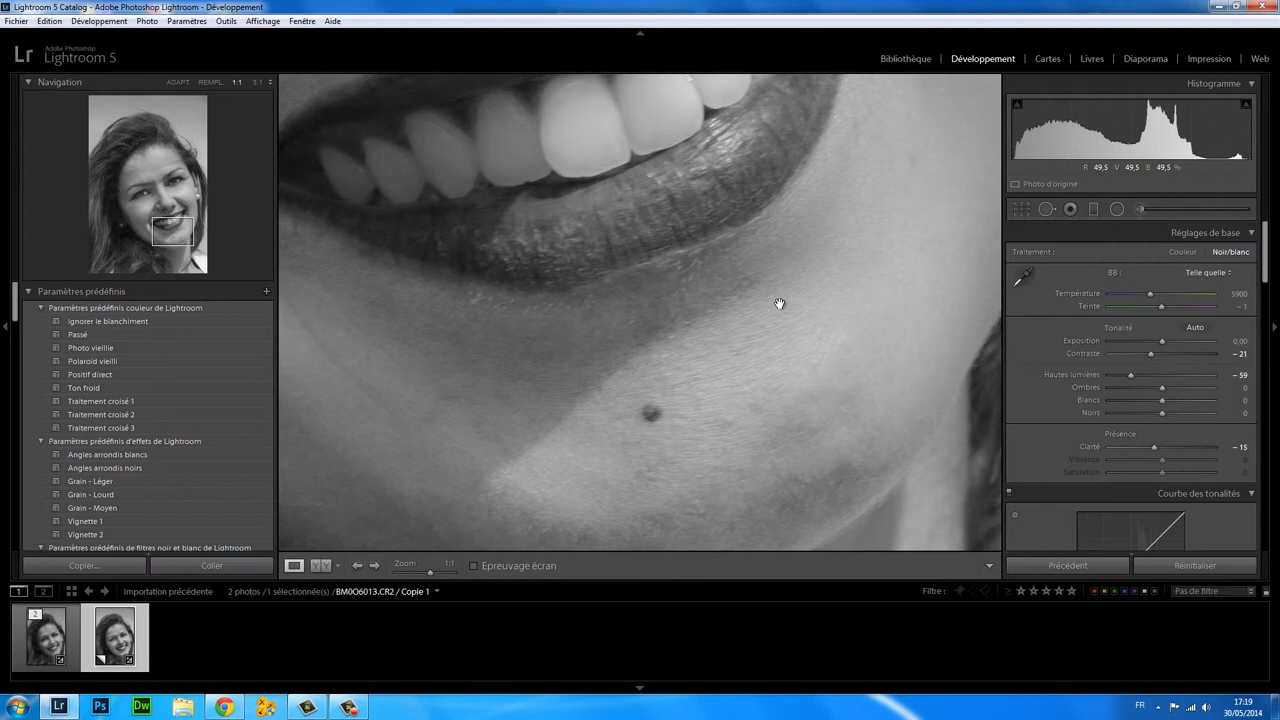 Lightroom 5 Catalog - Adobe Photoshop Lightroom - Développement
Fichier Edition Développement Photo Paramètres Outils Affichage Fenêtre Aide
Lr
Adobe Photoshop
Lightroom 5
Bibliothèque Développement Cartes Livres Diaporama Impression Web
Navigation ADAPT. REMPL. 1:1 3:1
Paramètres prédéfinis +
Paramètres prédéfinis couleur de Lightroom
Ignorer le blanchiment
Passé
Photo vieillie
Polaroid vieilli
Positif direct
Ton froid
Traitement croisé 1
Traitement croisé 2
Traitement croisé 3
Paramètres prédéfinis d'effets de Lightroom
Angles arrondis blancs
Angles arrondis noirs
Grain - Léger
Grain - Lourd
Grain - Moyen
Vignette 1
Vignette 2
Paramètres prédéfinis de filtres noir et blanc de Lightroom
Copier... Coller
Zoom 1:1 Epreuvage écran
Histogramme
R 49,5 V 49,5 B 49,5 %
Photo d'origine
Réglages de base
Traitement : Couleur Noir/blanc
BB : Telle quelle
Température 5900
Teinte − 1
Tonalité Auto
Exposition 0,00
Contraste − 21
Hautes lumières − 59
Ombres 0
Blancs 0
Noirs 0
Présence
Clarté − 15
Vibrance 0
Saturation 0
Courbe des tonalités
Précédent Réinitialiser
1 2 Importation précédente 2 photos /1 sélectionnée(s) /BM0O6013.CR2 / Copie 1 Filtre : Pas de filtre
2
Lr Ps Dw
FR 17:19
30/05/2014